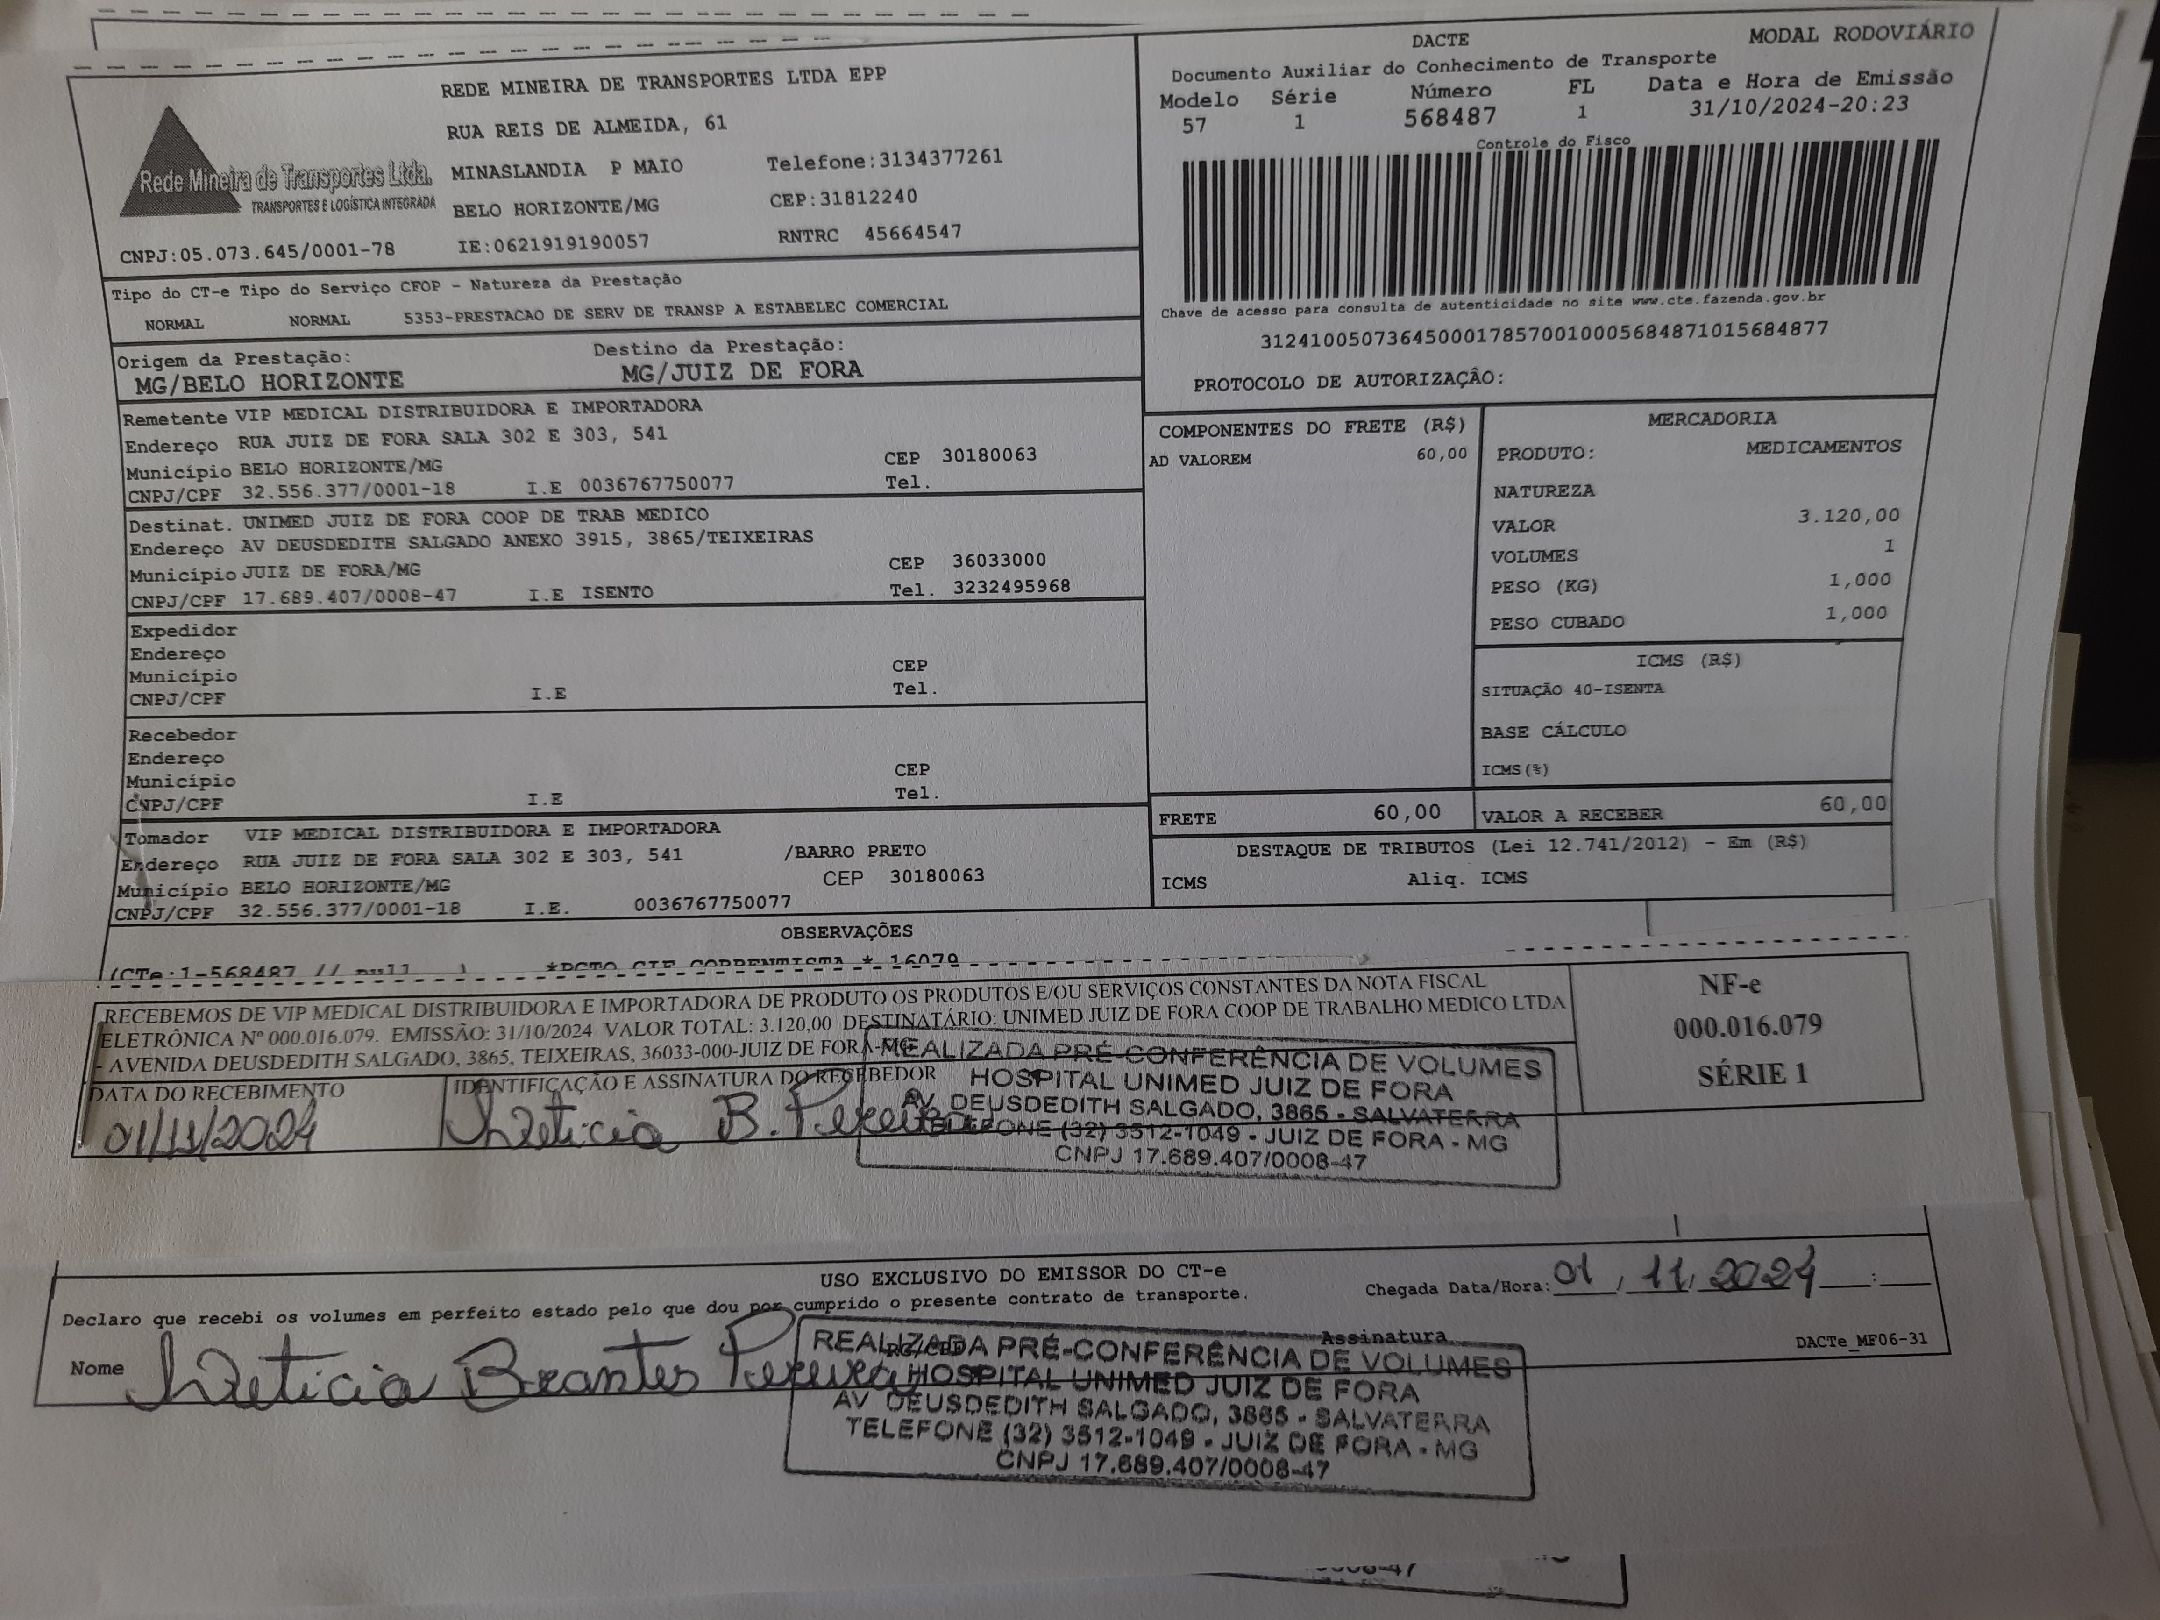 REDE MINEIRA DE TRANSPORTES LTDA EPP
RUA REIS DE ALMEIDA, 61
MINASLANDIA P MAIO Telefone:3134377261
BELO HORIZONTE/MG CEP:31812240
CNPJ:05.073.645/0001-78 IE:0621919190057 RNTRC 45664547
Rede Mineira de Transportes Ltda.
TRANSPORTES E LOGÍSTICA INTEGRADA
DACTE MODAL RODOVIÁRIO
Documento Auxiliar do Conhecimento de Transporte
Modelo Série Número FL Data e Hora de Emissão
57 1 568487 1 31/10/2024-20:23
Controle do Fisco
Chave de acesso para consulta de autenticidade no site www.cte.fazenda.gov.br
31241005073645000178570010005684871015684877
PROTOCOLO DE AUTORIZAÇÃO:
Tipo do CT-e Tipo do Serviço CFOP - Natureza da Prestação
NORMAL NORMAL 5353-PRESTACAO DE SERV DE TRANSP A ESTABELEC COMERCIAL
Origem da Prestação: Destino da Prestação:
MG/BELO HORIZONTE MG/JUIZ DE FORA
Remetente VIP MEDICAL DISTRIBUIDORA E IMPORTADORA
Endereço RUA JUIZ DE FORA SALA 302 E 303, 541
Município BELO HORIZONTE/MG CEP 30180063
CNPJ/CPF 32.556.377/0001-18 I.E 0036767750077 Tel.
Destinat. UNIMED JUIZ DE FORA COOP DE TRAB MEDICO
Endereço AV DEUSDEDITH SALGADO ANEXO 3915, 3865/TEIXEIRAS
Município JUIZ DE FORA/MG CEP 36033000
CNPJ/CPF 17.689.407/0008-47 I.E ISENTO Tel. 3232495968
Expedidor
Endereço
Município CEP
CNPJ/CPF I.E Tel.
Recebedor
Endereço
Município CEP
CNPJ/CPF I.E Tel.
Tomador VIP MEDICAL DISTRIBUIDORA E IMPORTADORA
Endereço RUA JUIZ DE FORA SALA 302 E 303, 541 /BARRO PRETO
Município BELO HORIZONTE/MG CEP 30180063
CNPJ/CPF 32.556.377/0001-18 I.E. 0036767750077
COMPONENTES DO FRETE (R$)
AD VALOREM 60,00
FRETE 60,00
MERCADORIA
PRODUTO: MEDICAMENTOS
NATUREZA
VALOR 3.120,00
VOLUMES 1
PESO (KG) 1,000
PESO CUBADO 1,000
ICMS (R$)
SITUAÇÃO 40-ISENTA
BASE CÁLCULO
ICMS(%)
VALOR A RECEBER 60,00
DESTAQUE DE TRIBUTOS (Lei 12.741/2012) - Em (R$)
ICMS Aliq. ICMS
OBSERVAÇÕES
(CTe:1-568487 // null ) *PGTO CIF CORRENTISTA * 16079
RECEBEMOS DE VIP MEDICAL DISTRIBUIDORA E IMPORTADORA DE PRODUTO OS PRODUTOS E/OU SERVIÇOS CONSTANTES DA NOTA FISCAL
ELETRÔNICA Nº 000.016.079. EMISSÃO: 31/10/2024 VALOR TOTAL: 3.120,00 DESTINATÁRIO: UNIMED JUIZ DE FORA COOP DE TRABALHO MEDICO LTDA
- AVENIDA DEUSDEDITH SALGADO, 3865, TEIXEIRAS, 36033-000-JUIZ DE FORA-MG
NF-e
000.016.079
SÉRIE 1
DATA DO RECEBIMENTO IDENTIFICAÇÃO E ASSINATURA DO RECEBEDOR
01/11/2024 Leticia B. Pereira
REALIZADA PRÉ-CONFERÊNCIA DE VOLUMES
HOSPITAL UNIMED JUIZ DE FORA
AV DEUSDEDITH SALGADO, 3865 - SALVATERRA
TELEFONE (32) 3512-1049 - JUIZ DE FORA - MG
CNPJ 17.689.407/0008-47
USO EXCLUSIVO DO EMISSOR DO CT-e
Declaro que recebi os volumes em perfeito estado pelo que dou por cumprido o presente contrato de transporte.
Chegada Data/Hora: 01/11/2024 :
Nome Leticia Brantes Pereira RG/CPF Assinatura
DACTe_MF06-31
REALIZADA PRÉ-CONFERÊNCIA DE VOLUMES
HOSPITAL UNIMED JUIZ DE FORA
AV DEUSDEDITH SALGADO, 3865 - SALVATERRA
TELEFONE (32) 3512-1049 - JUIZ DE FORA - MG
CNPJ 17.689.407/0008-47